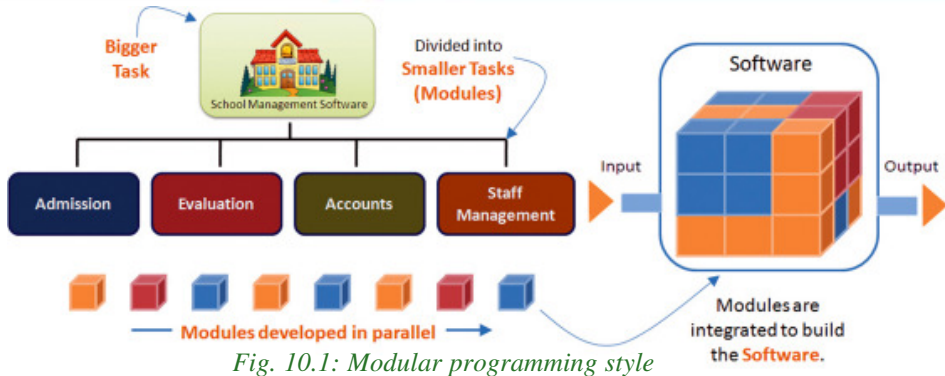 Bigger
Task
School Management Software
Divided into
Smaller Tasks
(Modules)
Admission
Evaluation
Accounts
Staff
Management
Modules developed in parallel
Input
Software
Output
Modules are
integrated to build
the Software.
Fig. 10.1: Modular programming style